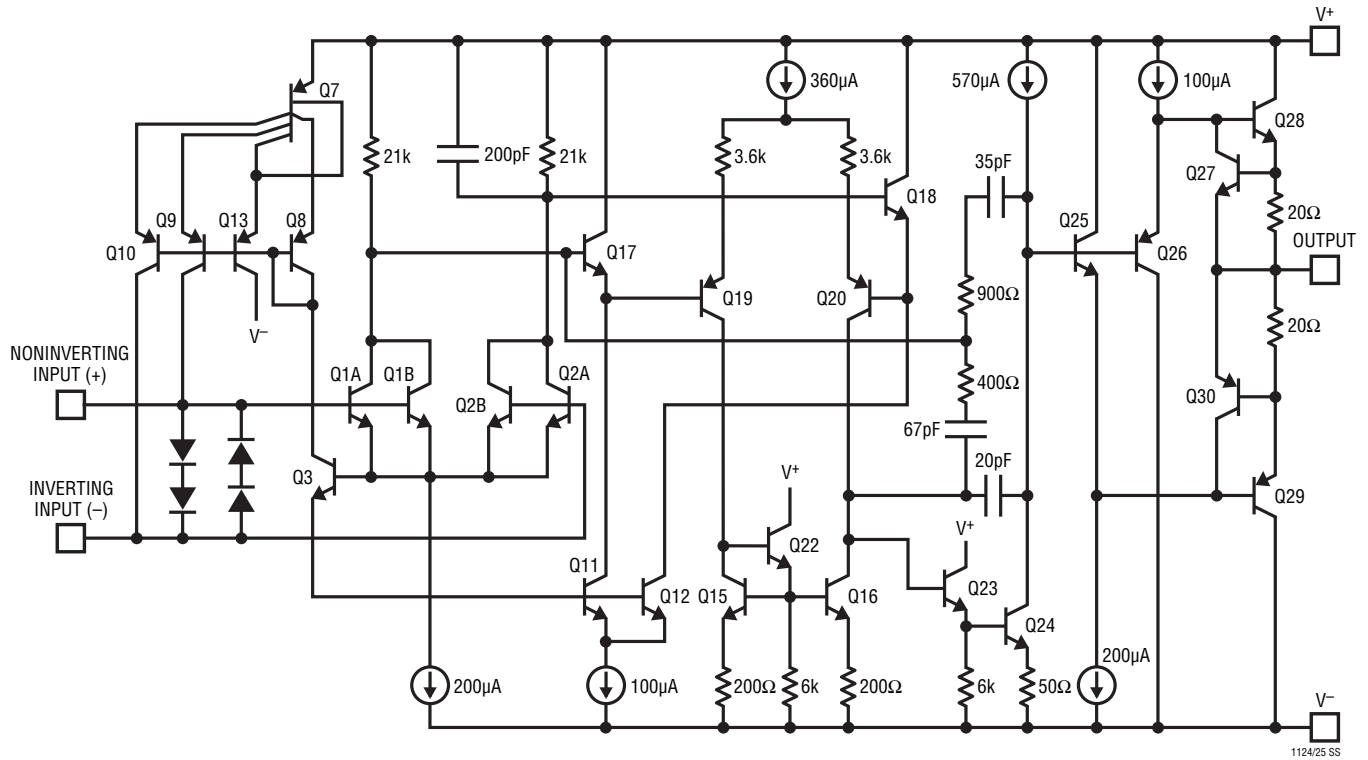 V+
Q7
360µA
570µA
100µA
Q28
21k
200pF
21k
3.6k
3.6k
35pF
Q27
Q18
Q9
Q13
Q8
Q25
20Ω
Q10
Q17
Q26
OUTPUT
Q19
Q20
900Ω
V–
20Ω
NONINVERTING
INPUT (+)
Q1A
Q1B
Q2A
Q2B
400Ω
Q30
67pF
20pF
Q3
V+
INVERTING
INPUT (–)
Q29
V+
Q22
Q11
Q12
Q15
Q16
Q23
Q24
200µA
200µA
100µA
200Ω
6k
200Ω
6k
50Ω
V–
1124/25 SS